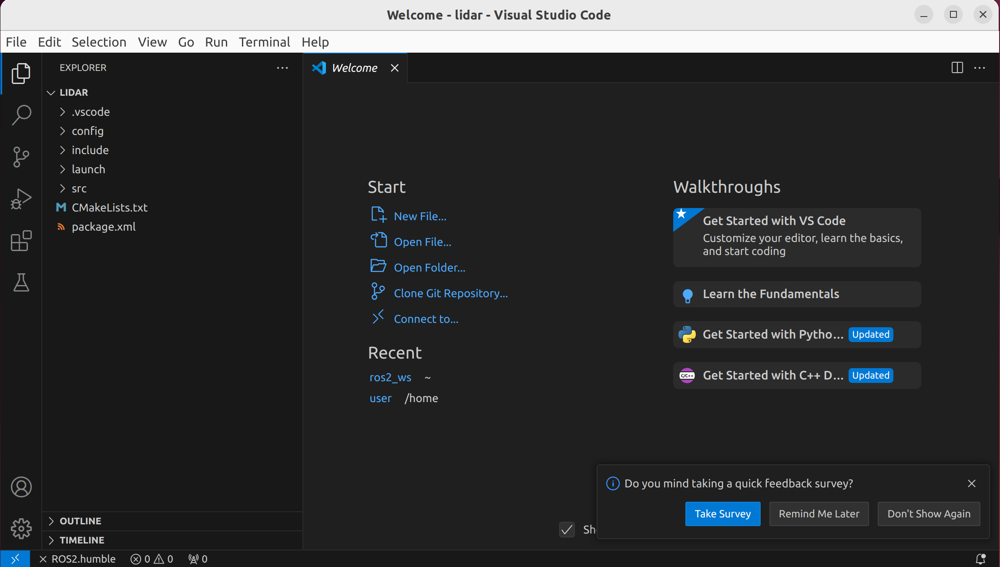 Welcome - lidar - Visual Studio Code
File Edit Selection View Go Run Terminal Help
EXPLORER
LIDAR
.vscode
config
include
launch
src
CMakeLists.txt
package.xml
OUTLINE
TIMELINE
Welcome
Start
New File...
Open File...
Open Folder...
Clone Git Repository...
Connect to...
Recent
ros2_ws ~
user /home
Walkthroughs
Get Started with VS Code
Customize your editor, learn the basics,
and start coding
Learn the Fundamentals
Get Started with Pytho... Updated
C/C++ Get Started with C++ D... Updated
Do you mind taking a quick feedback survey?
Take Survey Remind Me Later Don't Show Again
ROS2.humble 0 0 0